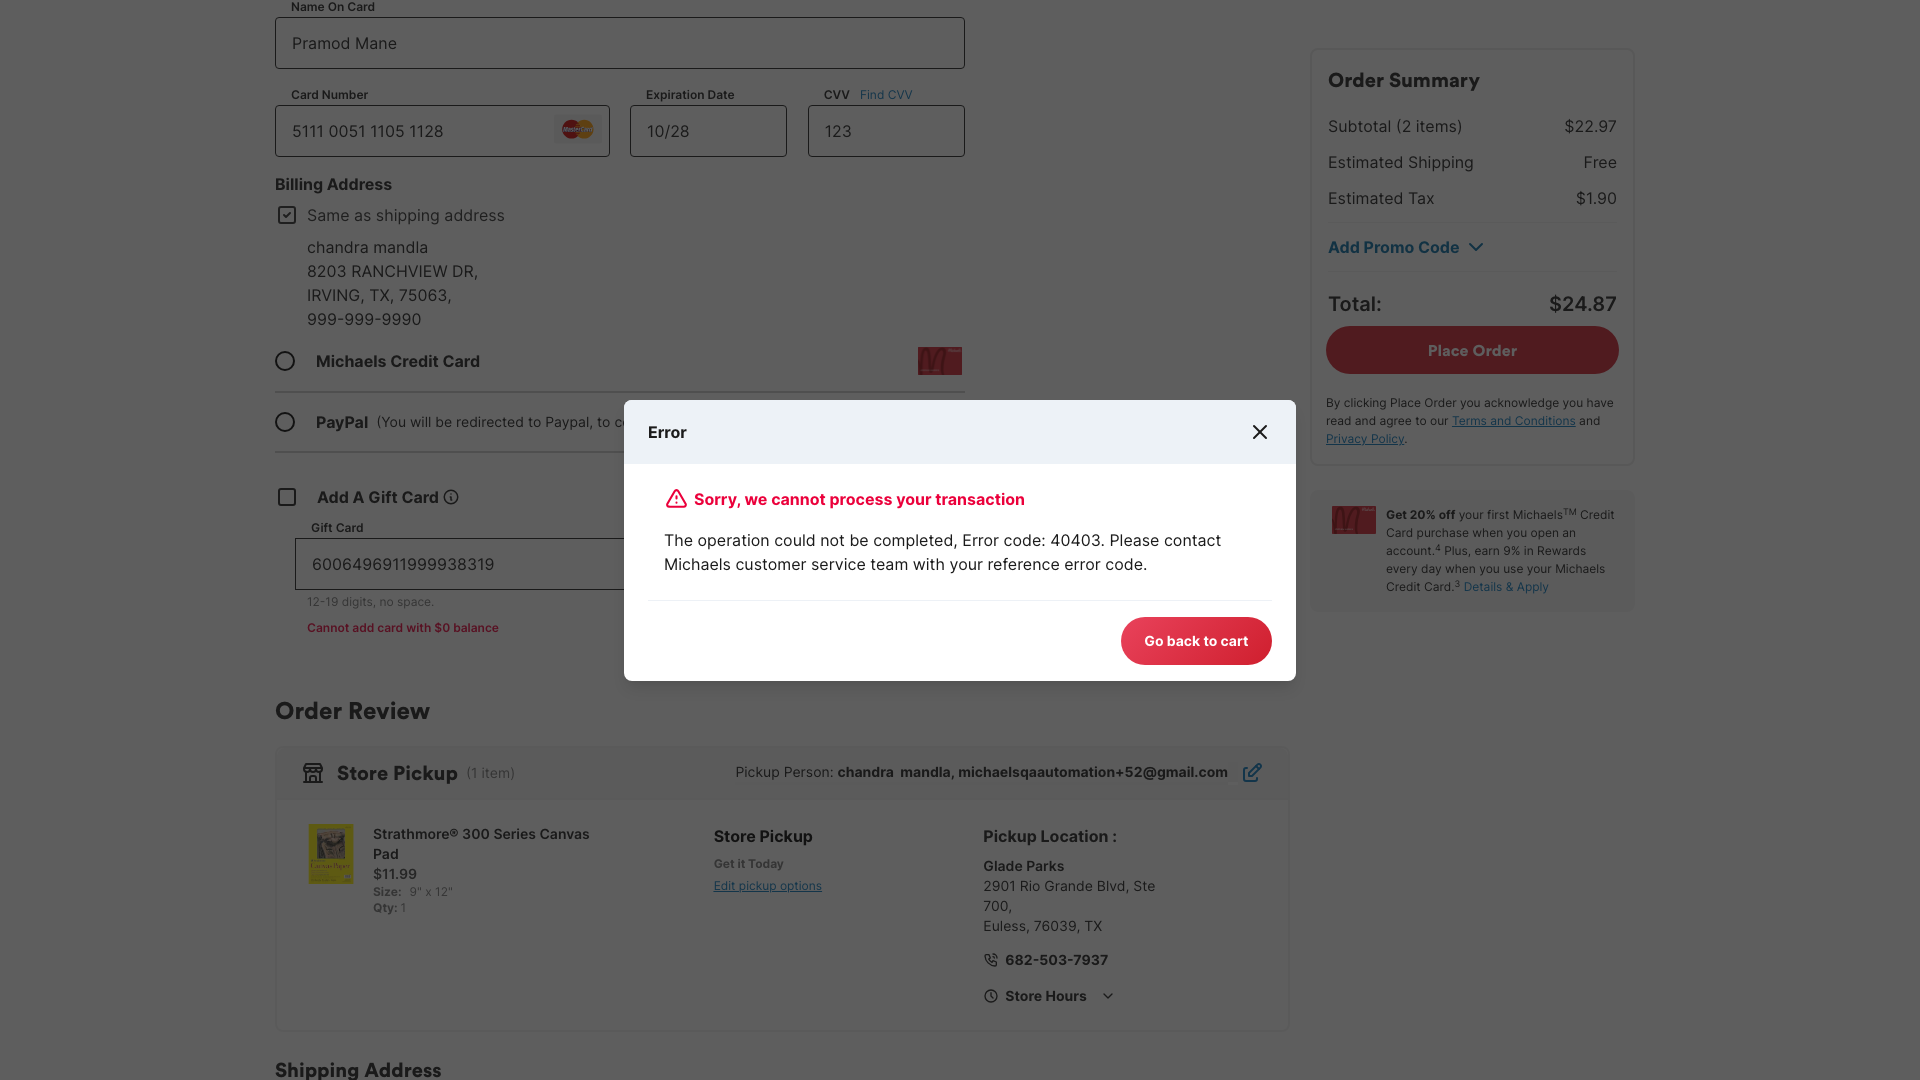 Name On Card
Pramod Mane
Card Number
Expiration Date
CVV Find CVV
5111 0051 1105 1128
MasterCard
10/28
123
Billing Address
Same as shipping address
chandra mandla
8203 RANCHVIEW DR,
IRVING, TX, 75063,
999-999-9990
Michaels Credit Card
PayPal (You will be redirected to Paypal, to
Add A Gift Card
Gift Card
6006496911999938319
12-19 digits, no space.
Cannot add card with $0 balance
Error
Sorry, we cannot process your transaction
The operation could not be completed, Error code: 40403. Please contact
Michaels customer service team with your reference error code.
Go back to cart
Order Summary
Subtotal (2 items) $22.97
Estimated Shipping Free
Estimated Tax $1.90
Add Promo Code
Total: $24.87
Place Order
By clicking Place Order you acknowledge you have
read and agree to our Terms and Conditions and
Privacy Policy.
Get 20% off your first Michaels™ Credit
Card purchase when you open an
account.⁴ Plus, earn 9% in Rewards
every day when you use your Michaels
Credit Card.³ Details & Apply
Order Review
Store Pickup (1 item)
Pickup Person: chandra mandla, michaelsqaautomation+52@gmail.com
Strathmore® 300 Series Canvas
Pad
$11.99
Size: 9" x 12"
Qty: 1
Store Pickup
Get it Today
Edit pickup options
Pickup Location :
Glade Parks
2901 Rio Grande Blvd, Ste
700,
Euless, 76039, TX
682-503-7937
Store Hours
Shipping Address